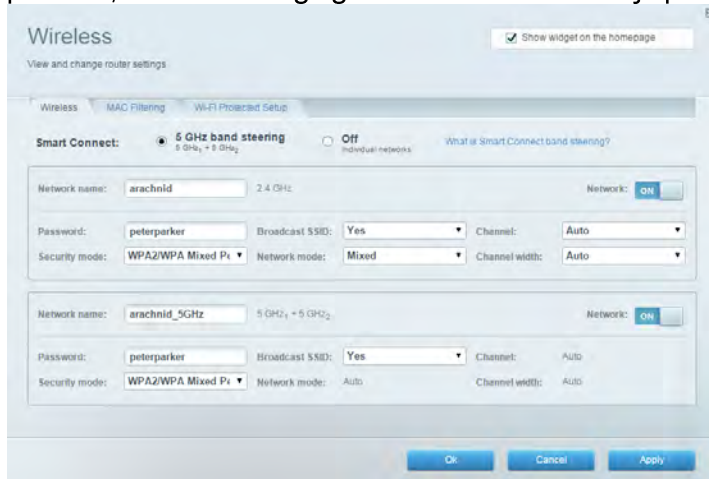 Wireless
Show widget on the homepage
View and change router settings
Wireless MAC Filtering Wi-Fi Protected Setup
Smart Connect: 5 GHz band steering Off What is Smart Connect band steering?
5 GHz1 + 5 GHz2 Individual networks
Network name: arachnid 2.4 GHz Network: ON
Password: peterparker Broadcast SSID: Yes Channel: Auto
Security mode: WPA2/WPA Mixed Network mode: Mixed Channel width: Auto
Network name: arachnid_5GHz 5 GHz1 + 5 GHz2 Network: ON
Password: peterparker Broadcast SSID: Yes Channel: Auto
Security mode: WPA2/WPA Mixed Network mode: Auto Channel width: Auto
Ok Cancel Apply